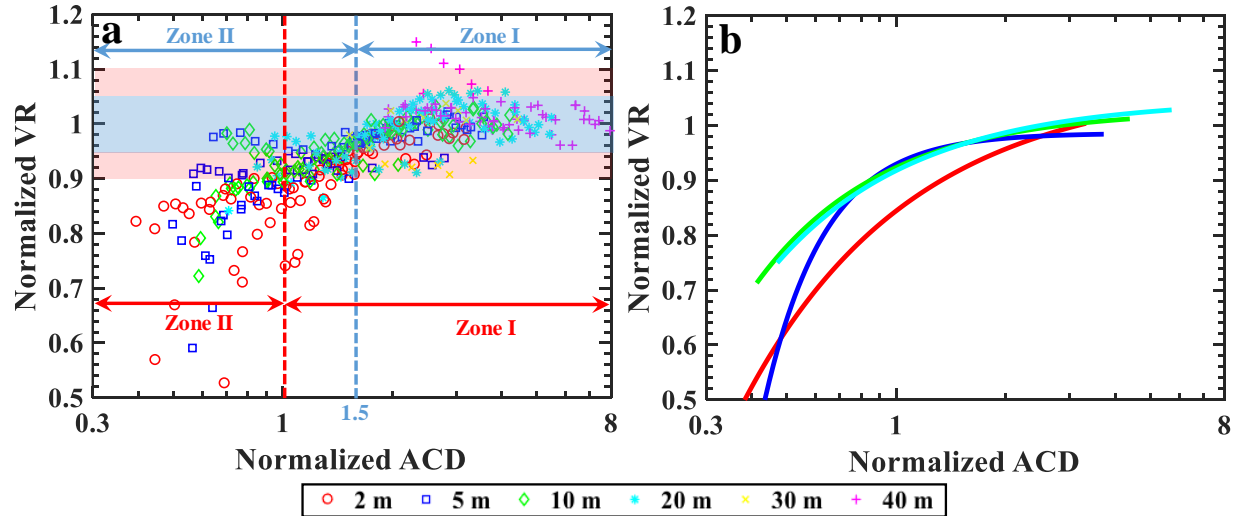 a
Zone II
Zone I
Zone II
Zone I
1.2
1.1
1
0.9
0.8
0.7
0.6
0.5
0.3
1
1.5
8
Normalized VR
Normalized ACD
b
1.2
1.1
1
0.9
0.8
0.7
0.6
0.5
0.3
1
8
Normalized VR
Normalized ACD
2 m 5 m 10 m 20 m 30 m 40 m